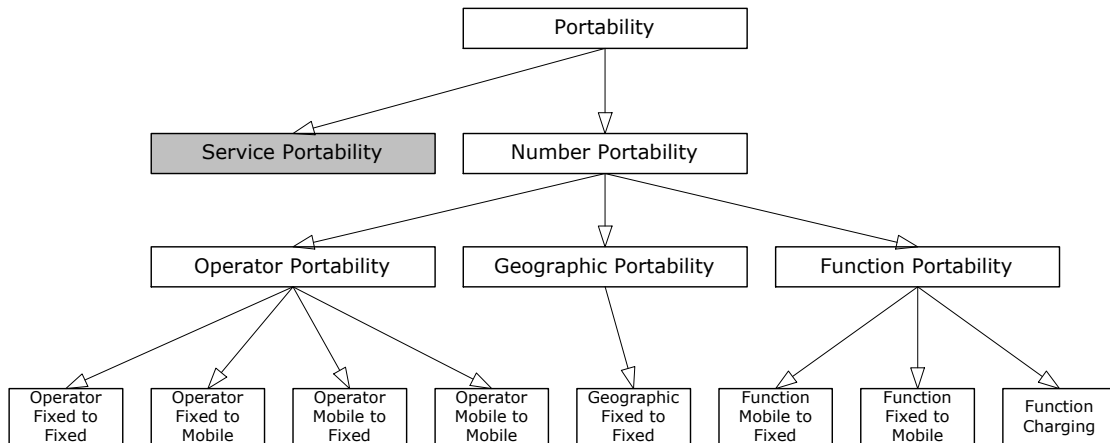 Portability
Service Portability
Number Portability
Operator Portability
Geographic Portability
Function Portability
Operator
Fixed to
Fixed
Operator
Fixed to
Mobile
Operator
Mobile to
Fixed
Operator
Mobile to
Mobile
Geographic
Fixed to
Fixed
Function
Mobile to
Fixed
Function
Fixed to
Mobile
Function
Charging